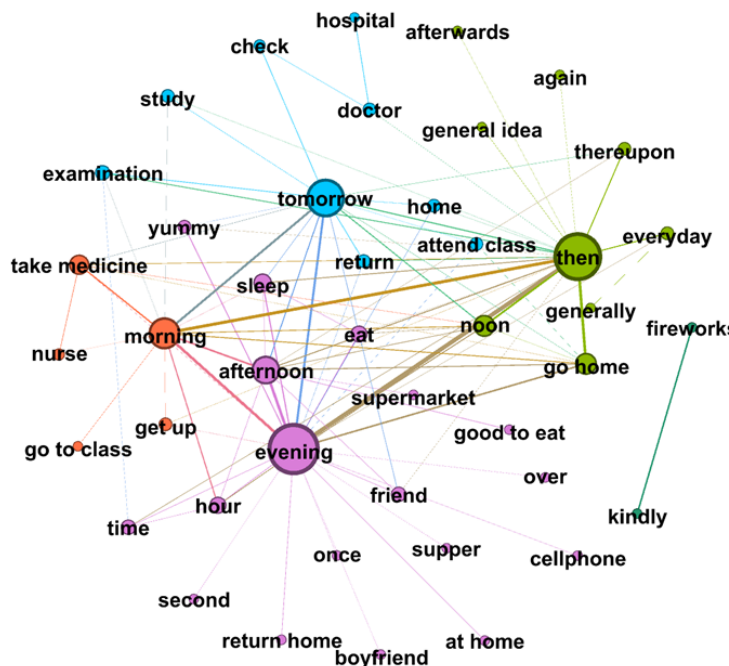 hospital
afterwards
check
again
study
doctor
general idea
thereupon
examination
tomorrow
home
yummy
attend class
everyday
then
take medicine
return
sleep
generally
noon
fireworks
morning
eat
nurse
afternoon
go home
supermarket
get up
good to eat
go to class
evening
over
friend
hour
kindly
time
once
supper
cellphone
second
return home
at home
boyfriend